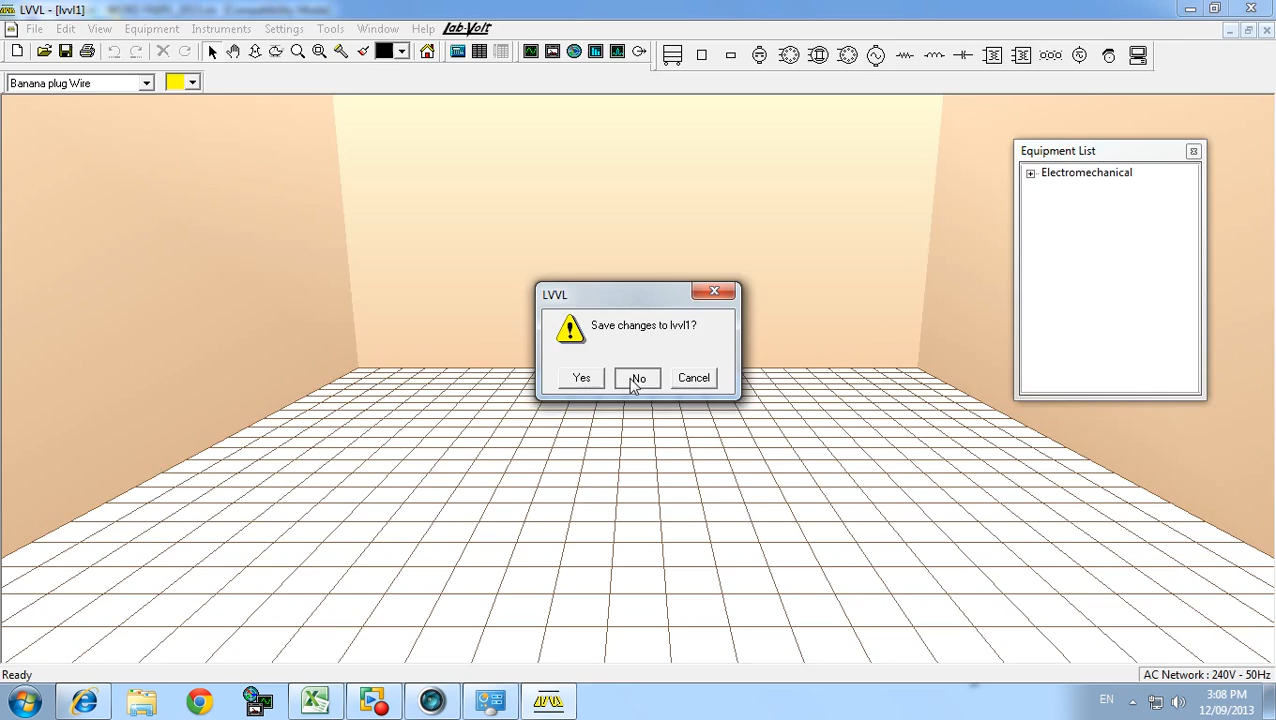 LVVL - [lvvl1]
File Edit View Equipment Instruments Settings Tools Window Help Lab-Volt
Banana plug Wire
Equipment List
Electromechanical
LVVL
Save changes to lvvl1?
Yes No Cancel
Ready
AC Network : 240V - 50Hz
EN
3:08 PM
12/09/2013